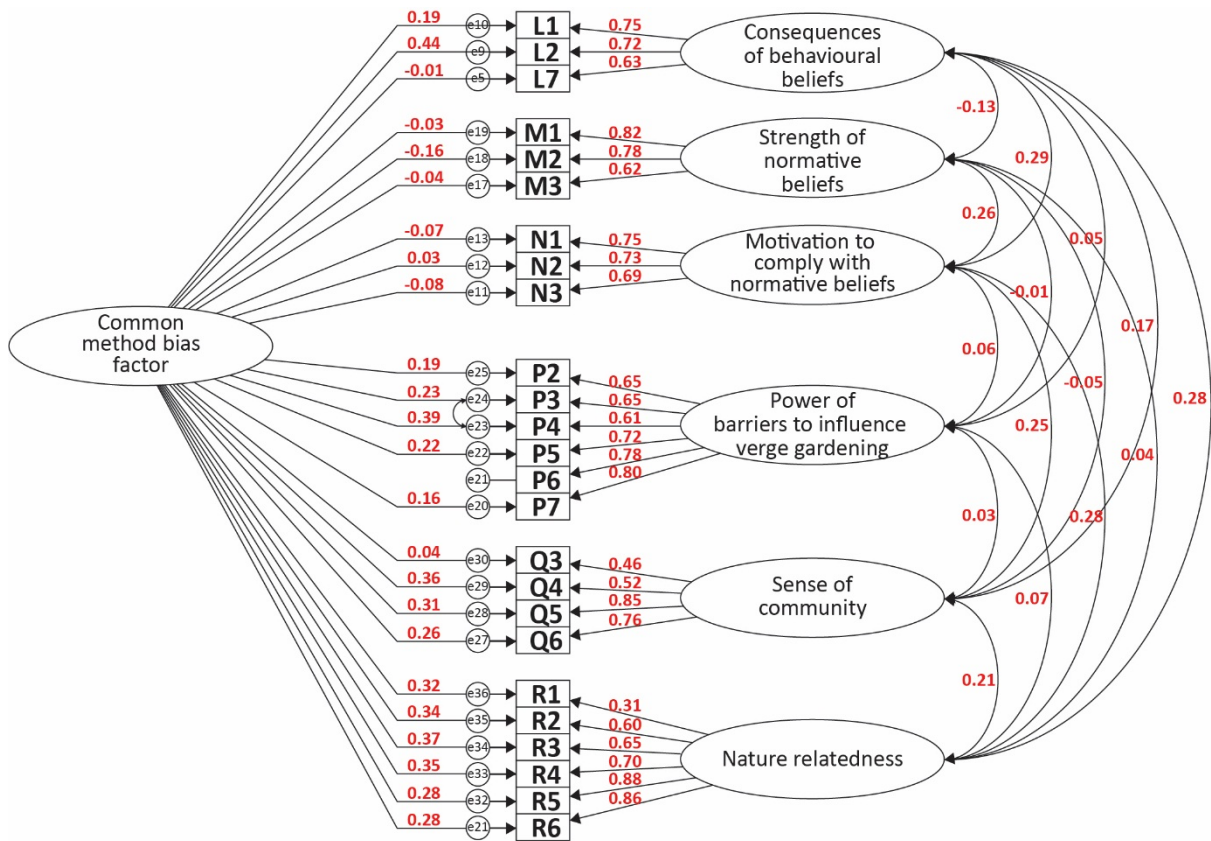 0.19 e10 L1 0.75
0.44 e9 L2 0.72
-0.01 e5 L7 0.63
Consequences
of behavioural
beliefs
-0.13
-0.03 e19 M1 0.82
-0.16 e18 M2 0.78
-0.04 e17 M3 0.62
Strength of
normative
beliefs
0.29
0.26
-0.07 e13 N1 0.75
0.03 e12 N2 0.73
-0.08 e11 N3 0.69
Motivation to
comply with
normative beliefs
0.05
-0.01
0.17
Common
method bias
factor
0.06
-0.05
0.28
0.19 e25 P2 0.65
0.23 e24 P3 0.65
0.39 e23 P4 0.61
0.22 e22 P5 0.72
e21 P6 0.78
0.16 e20 P7 0.80
Power of
barriers to influence
verge gardening
0.25
0.04
0.03
0.28
0.04 e30 Q3 0.46
0.36 e29 Q4 0.52
0.31 e28 Q5 0.85
0.26 e27 Q6 0.76
Sense of
community
0.07
0.21
0.32 e36 R1 0.31
0.34 e35 R2 0.60
0.37 e34 R3 0.65
0.35 e33 R4 0.70
0.28 e32 R5 0.88
0.28 e21 R6 0.86
Nature relatedness